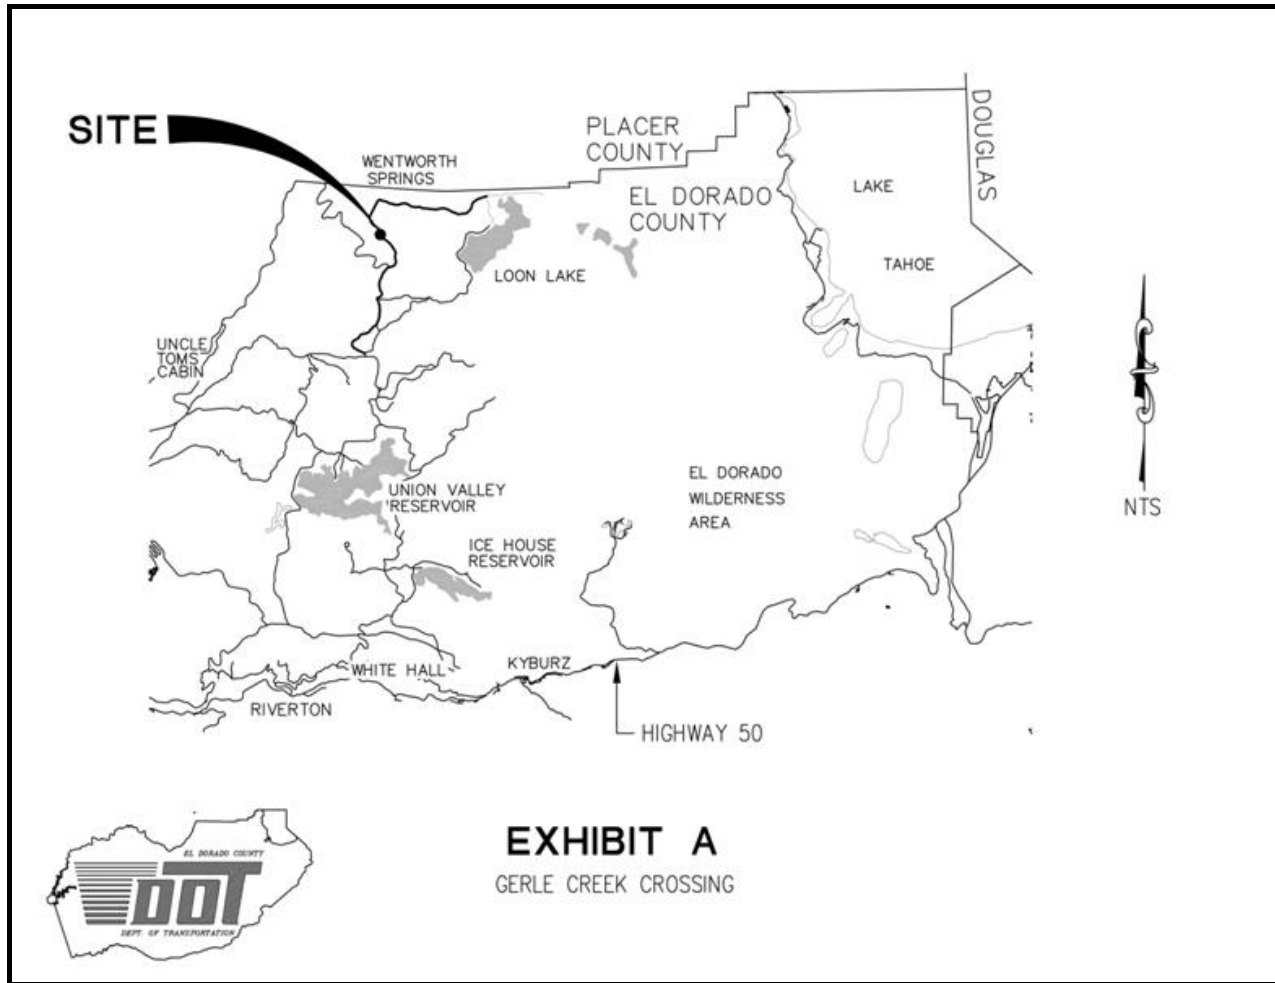 SITE
WENTWORTH
SPRINGS
PLACER
COUNTY
DOUGLAS
EL DORADO
COUNTY
LAKE
TAHOE
LOON LAKE
UNCLE
TOMS
CABIN
UNION VALLEY
RESERVOIR
EL DORADO
WILDERNESS
AREA
NTS
ICE HOUSE
RESERVOIR
WHITE HALL
KYBURZ
RIVERTON
HIGHWAY 50
EXHIBIT A
GERLE CREEK CROSSING
EL DORADO COUNTY
DOT
DEPT. OF TRANSPORTATION